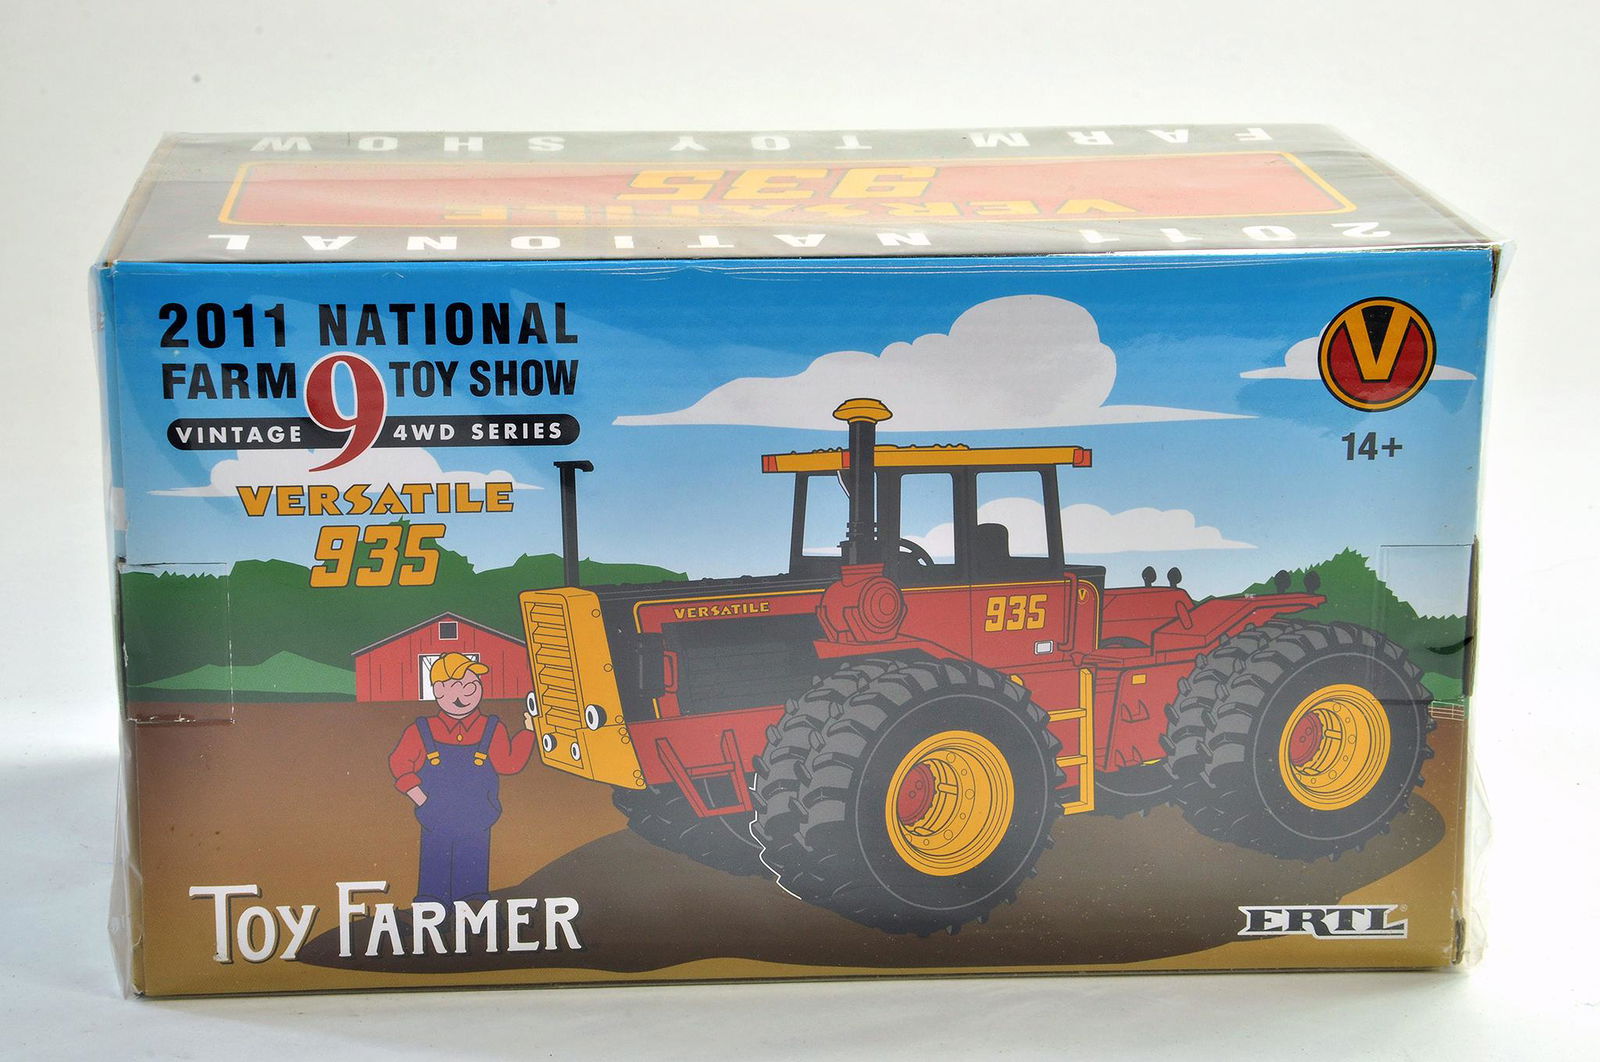 FARM TOY SHOW
VERSATILE
935
2011 NATIONAL
2011 NATIONAL
FARM 9 TOY SHOW
VINTAGE 4WD SERIES
VERSATILE
935
V
14+
VERSATILE
935
V
TOY FARMER
ERTL®